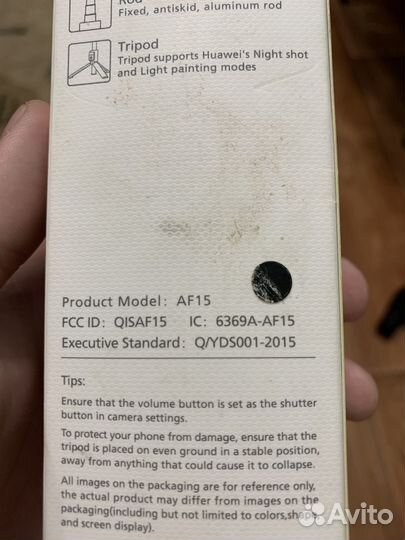 Rod
Fixed, antiskid, aluminum rod
Tripod
Tripod supports Huawei's Night shot
and Light painting modes
Product Model: AF15
FCC ID: QISAF15 IC: 6369A-AF15
Executive Standard: Q/YDS001-2015
Tips:
Ensure that the volume button is set as the shutter
button in camera settings.
To protect your phone from damage, ensure that the
tripod is placed on even ground in a stable position,
away from anything that could cause it to collapse.
All images on the packaging are for reference only,
the actual product may differ from images on the
packaging(including but not limited to colors,shape
and screen display).
Avito